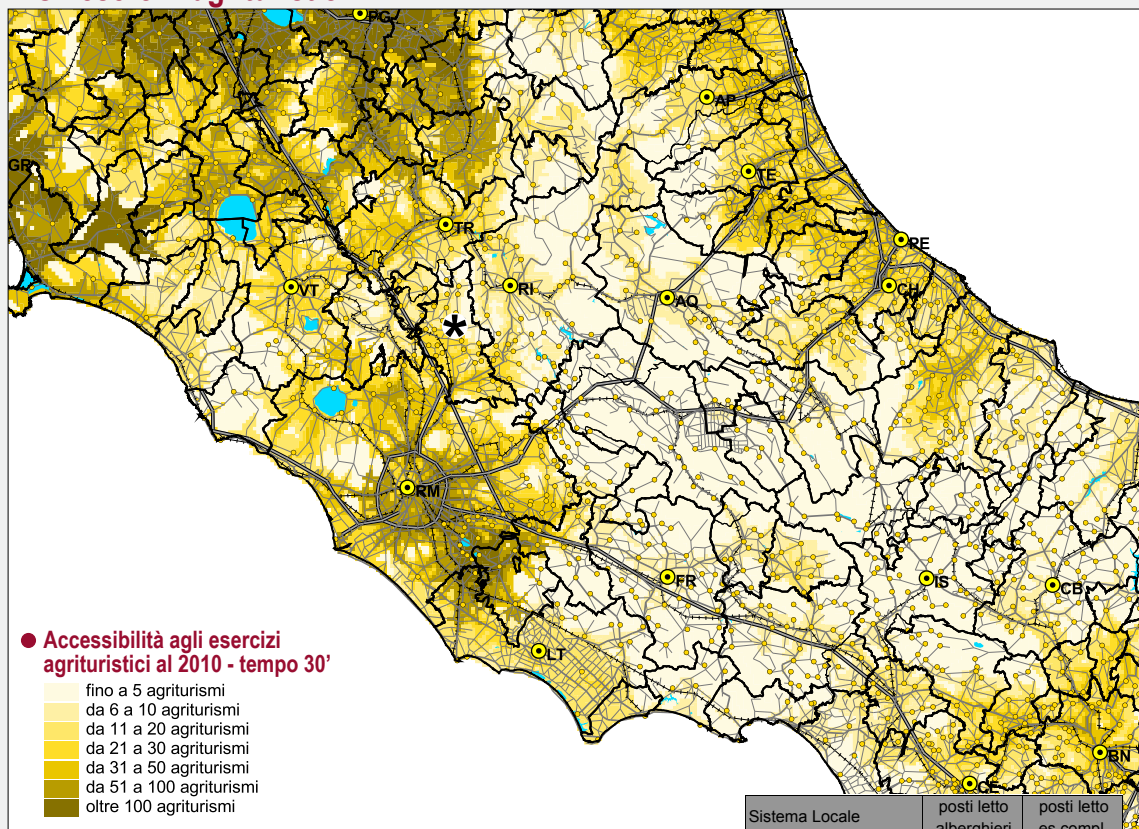 PG
AP
GR
TE
TR
PE
VT
RI
AQ
CH
*
RM
FR
IS
CB
LT
BN
CE
● Accessibilità agli esercizi
agrituristici al 2010 - tempo 30'
fino a 5 agriturismi
da 6 a 10 agriturismi
da 11 a 20 agriturismi
da 21 a 30 agriturismi
da 31 a 50 agriturismi
da 51 a 100 agriturismi
oltre 100 agriturismi
Sistema Locale
posti letto
alberghieri
posti letto
es.compl.